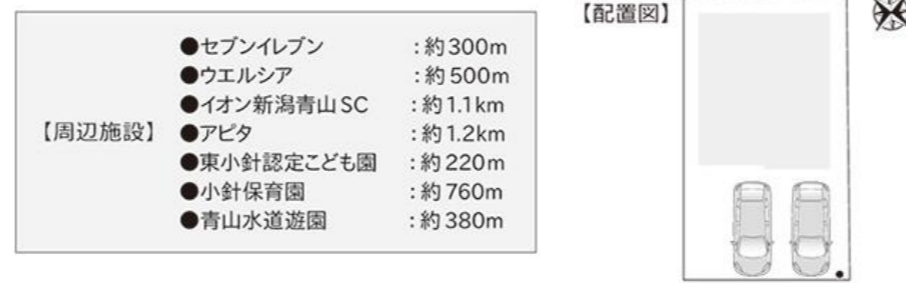 【周辺施設】
●セブンイレブン :約300m
●ウエルシア :約500m
●イオン新潟青山SC :約1.1km
●アピタ :約1.2km
●東小針認定こども園 :約220m
●小針保育園 :約760m
●青山水道遊園 :約380m
【配置図】